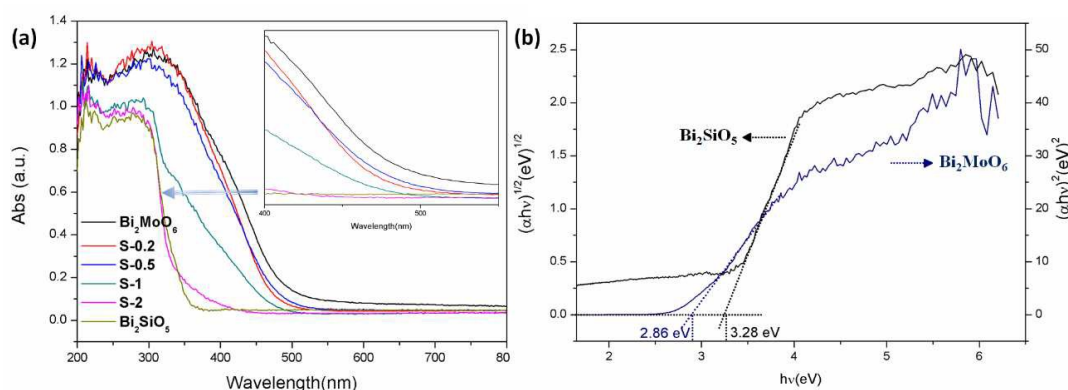 (a)
1.4
1.2
1.0
0.8
0.6
0.4
0.2
0.0
Abs (a.u.)
Bi₂MoO₆
S-0.2
S-0.5
S-1
S-2
Bi₂SiO₅
400
500
Wavelength(nm)
200 300 400 500 600 700 80
Wavelength(nm)
(b)
2.5
2.0
1.5
1.0
0.5
0.0
(αhν)^1/2(eV)^1/2
Bi₂SiO₅
Bi₂MoO₆
2.86 eV
3.28 eV
50
40
30
20
10
0
(αhν)²(eV)²
2 3 4 5 6
hν(eV)